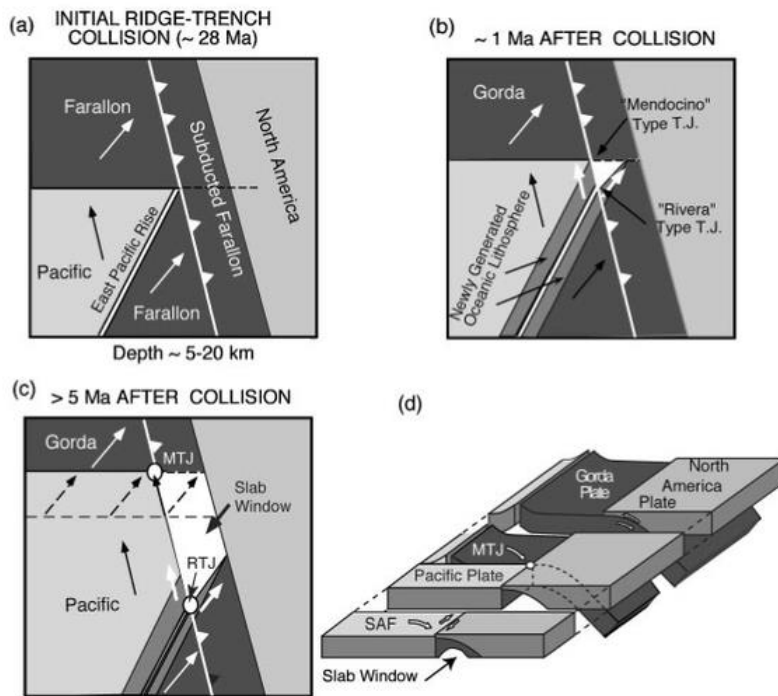 (a)
INITIAL RIDGE-TRENCH
COLLISION (~ 28 Ma)
Farallon
Subducted Farallon
North America
Pacific
East Pacific Rise
Farallon
Depth ~ 5-20 km
(b)
~ 1 Ma AFTER COLLISION
Gorda
"Mendocino"
Type T.J.
"Rivera"
Type T.J.
Newly Generated
Oceanic Lithosphere
(c)
> 5 Ma AFTER COLLISION
Gorda
MTJ
Slab
Window
RTJ
Pacific
(d)
Gorda
Plate
North
America
Plate
MTJ
Pacific Plate
SAF
Slab Window